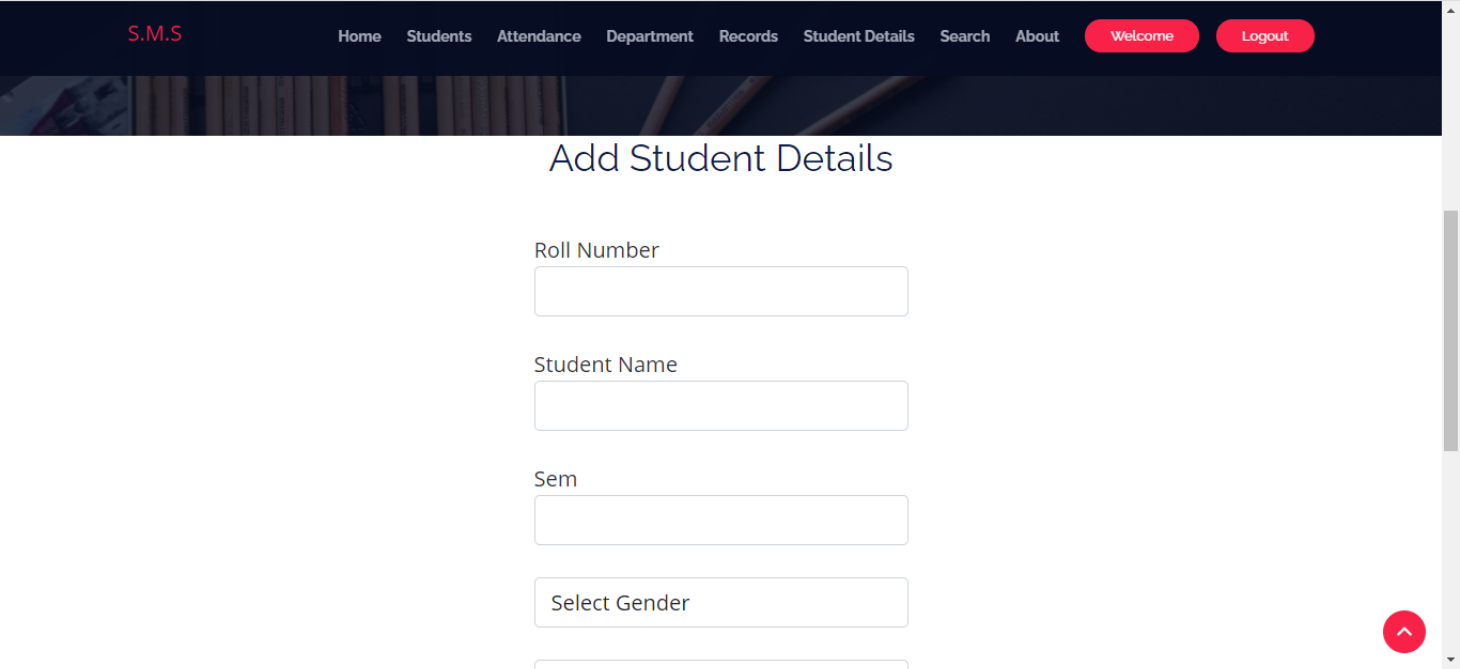 S.M.S Home Students Attendance Department Records Student Details Search About Welcome Logout
Add Student Details
Roll Number
Student Name
Sem
Select Gender